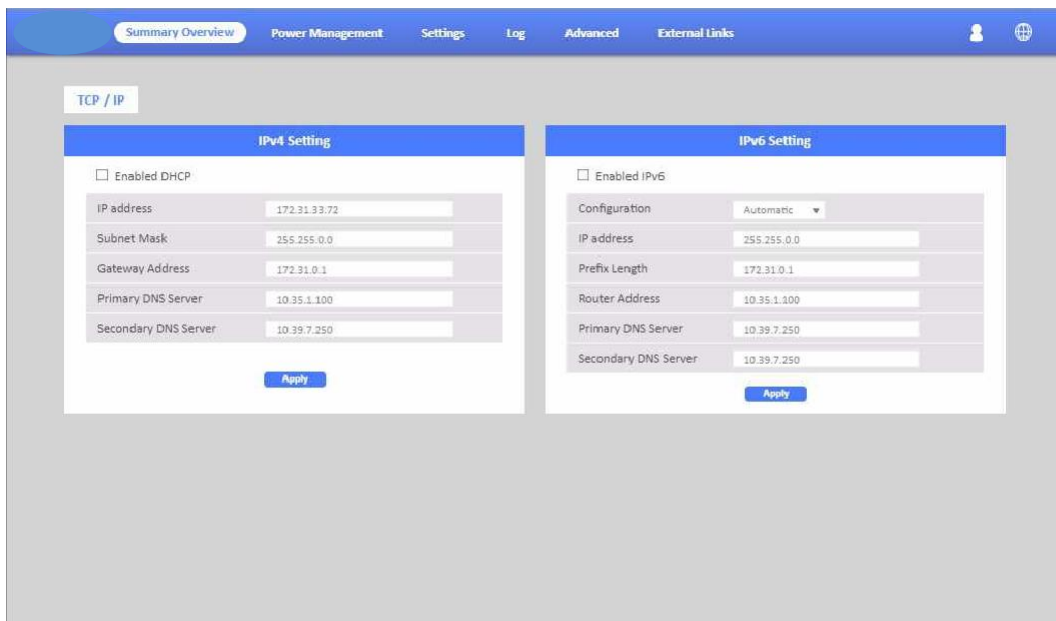 Summary Overview Power Management Settings Log Advanced External Links
TCP / IP
IPv4 Setting
Enabled DHCP
IP address 172.31.33.72
Subnet Mask 255.255.0.0
Gateway Address 172.31.0.1
Primary DNS Server 10.35.1.100
Secondary DNS Server 10.39.7.250
Apply
IPv6 Setting
Enabled IPv6
Configuration Automatic
IP address 255.255.0.0
Prefix Length 172.31.0.1
Router Address 10.35.1.100
Primary DNS Server 10.39.7.250
Secondary DNS Server 10.39.7.250
Apply